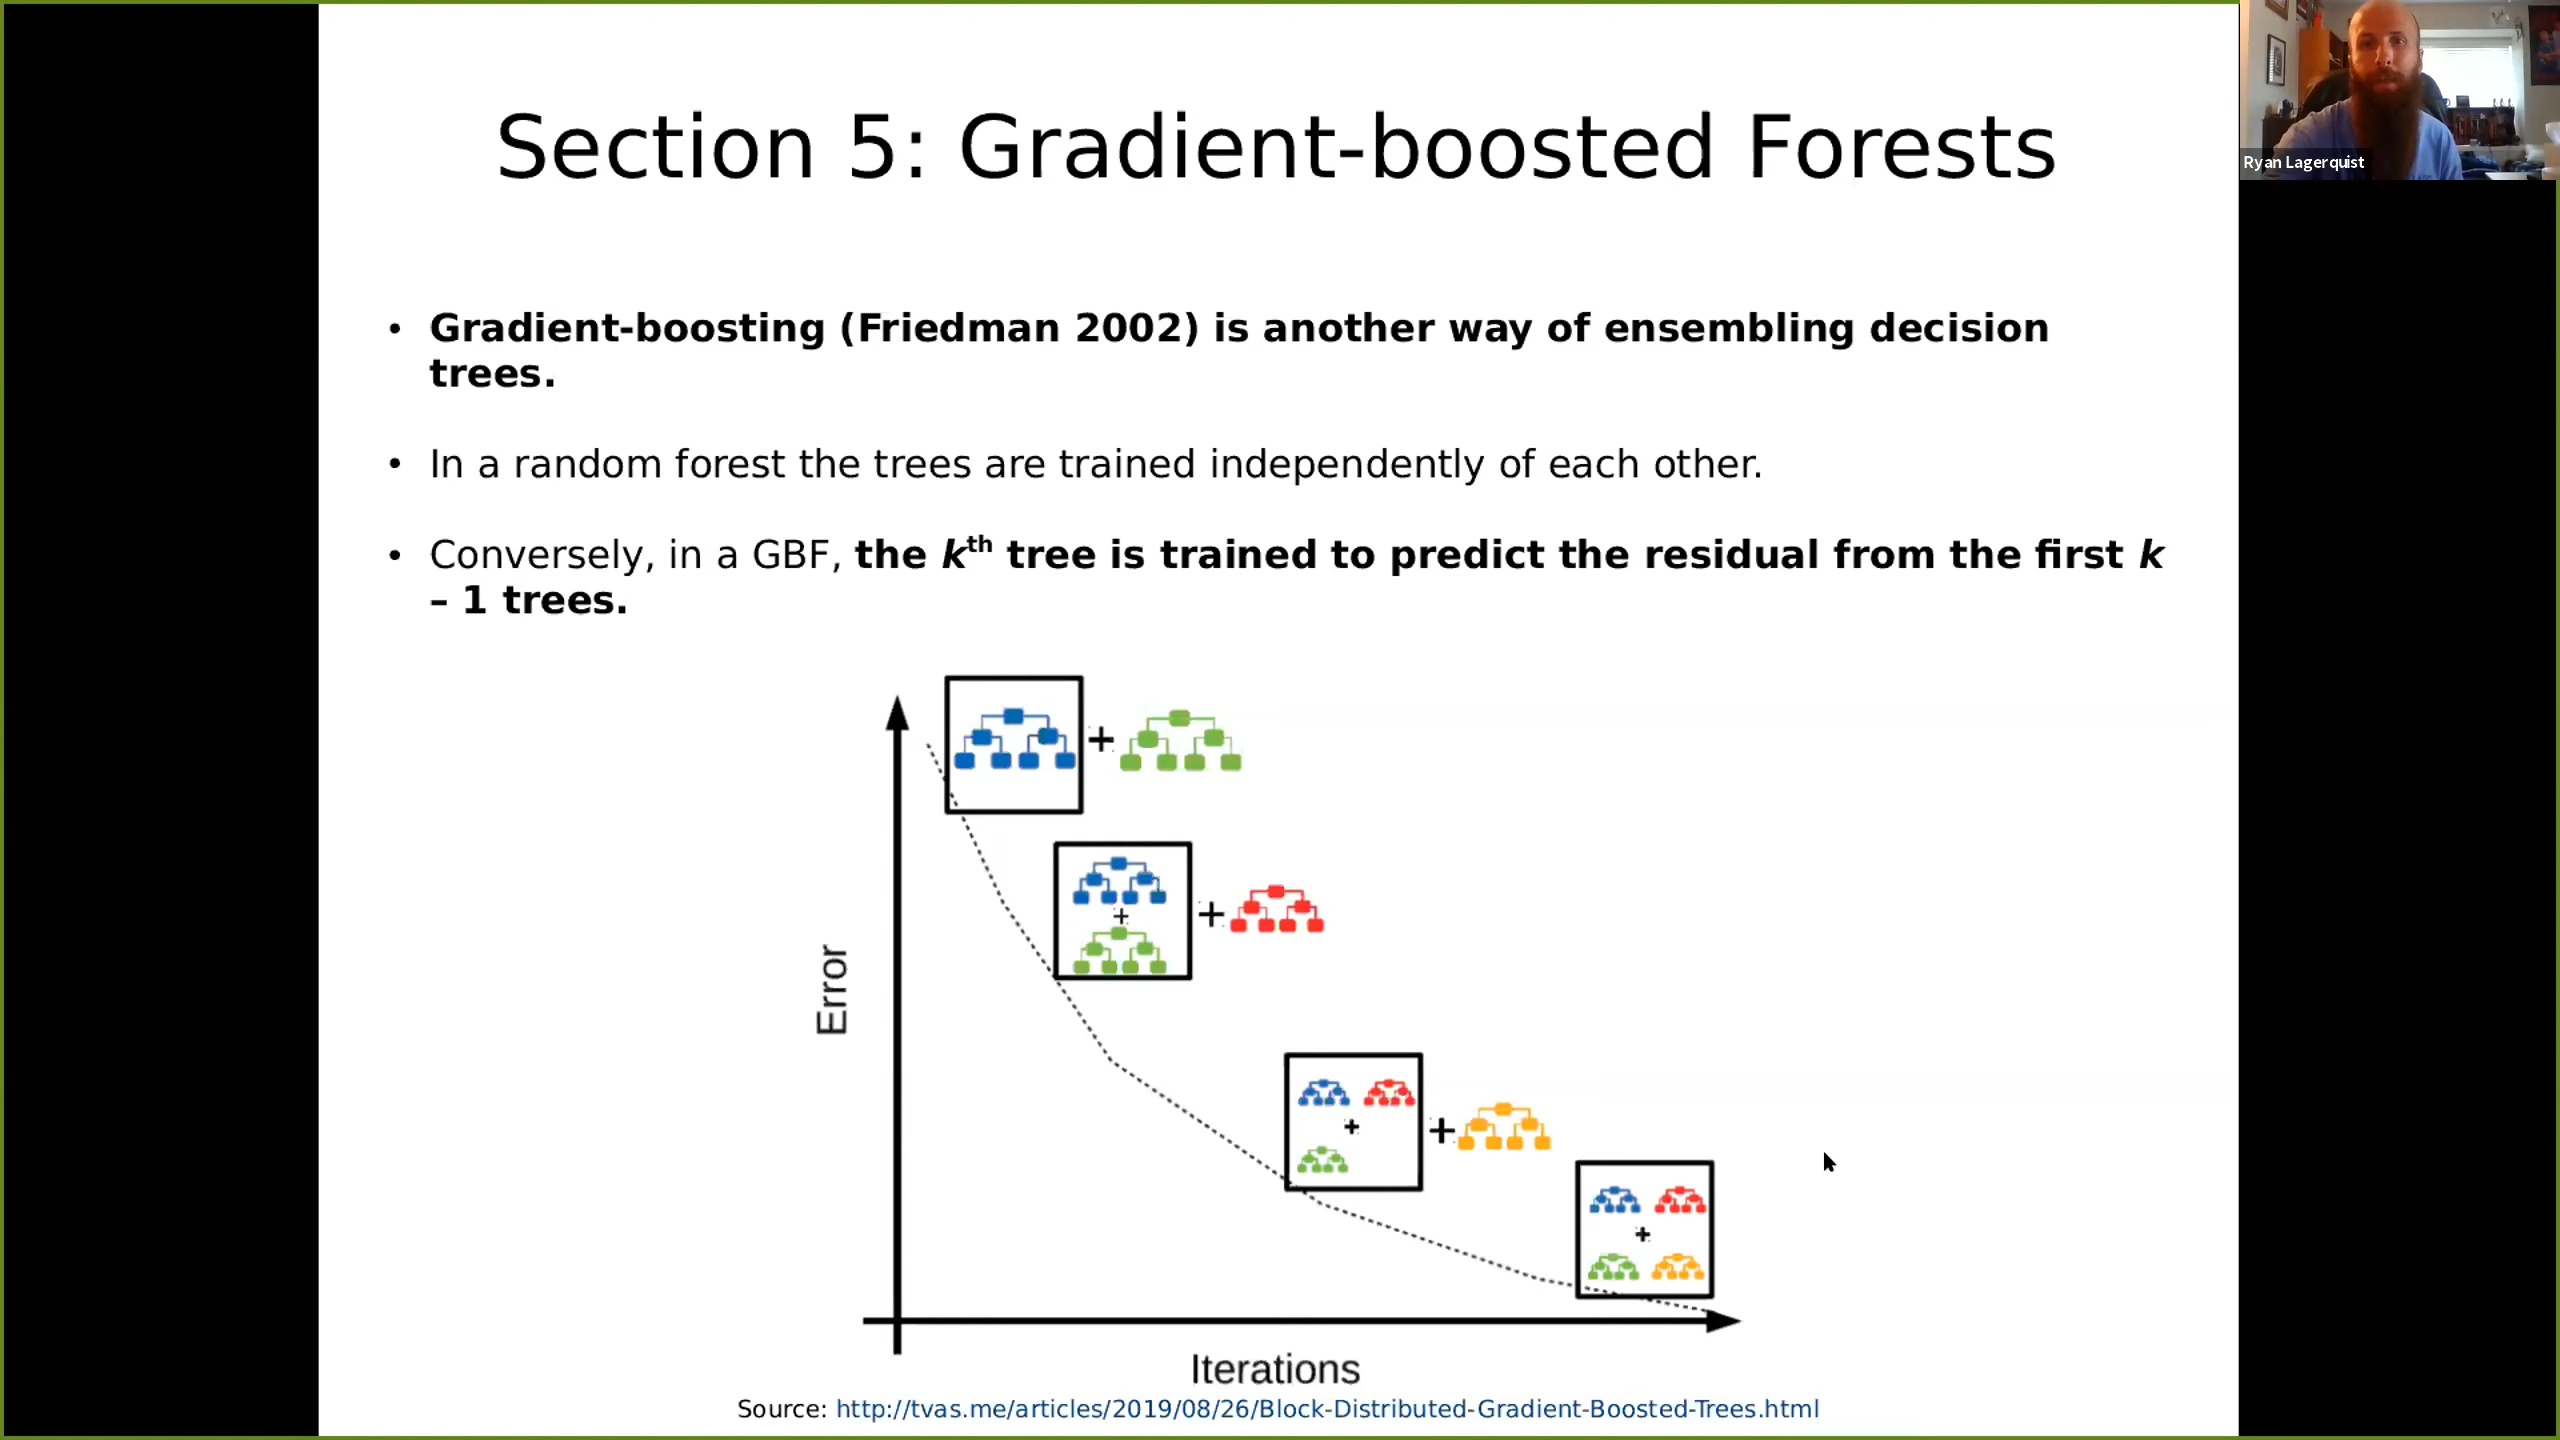 Section 5: Gradient-boosted Forests
Ryan Lagerquist
• Gradient-boosting (Friedman 2002) is another way of ensembling decision
trees.
• In a random forest the trees are trained independently of each other.
• Conversely, in a GBF, the kth tree is trained to predict the residual from the first k
– 1 trees.
+
+
+
+
+
+
Error
Iterations
Source: http://tvas.me/articles/2019/08/26/Block-Distributed-Gradient-Boosted-Trees.html